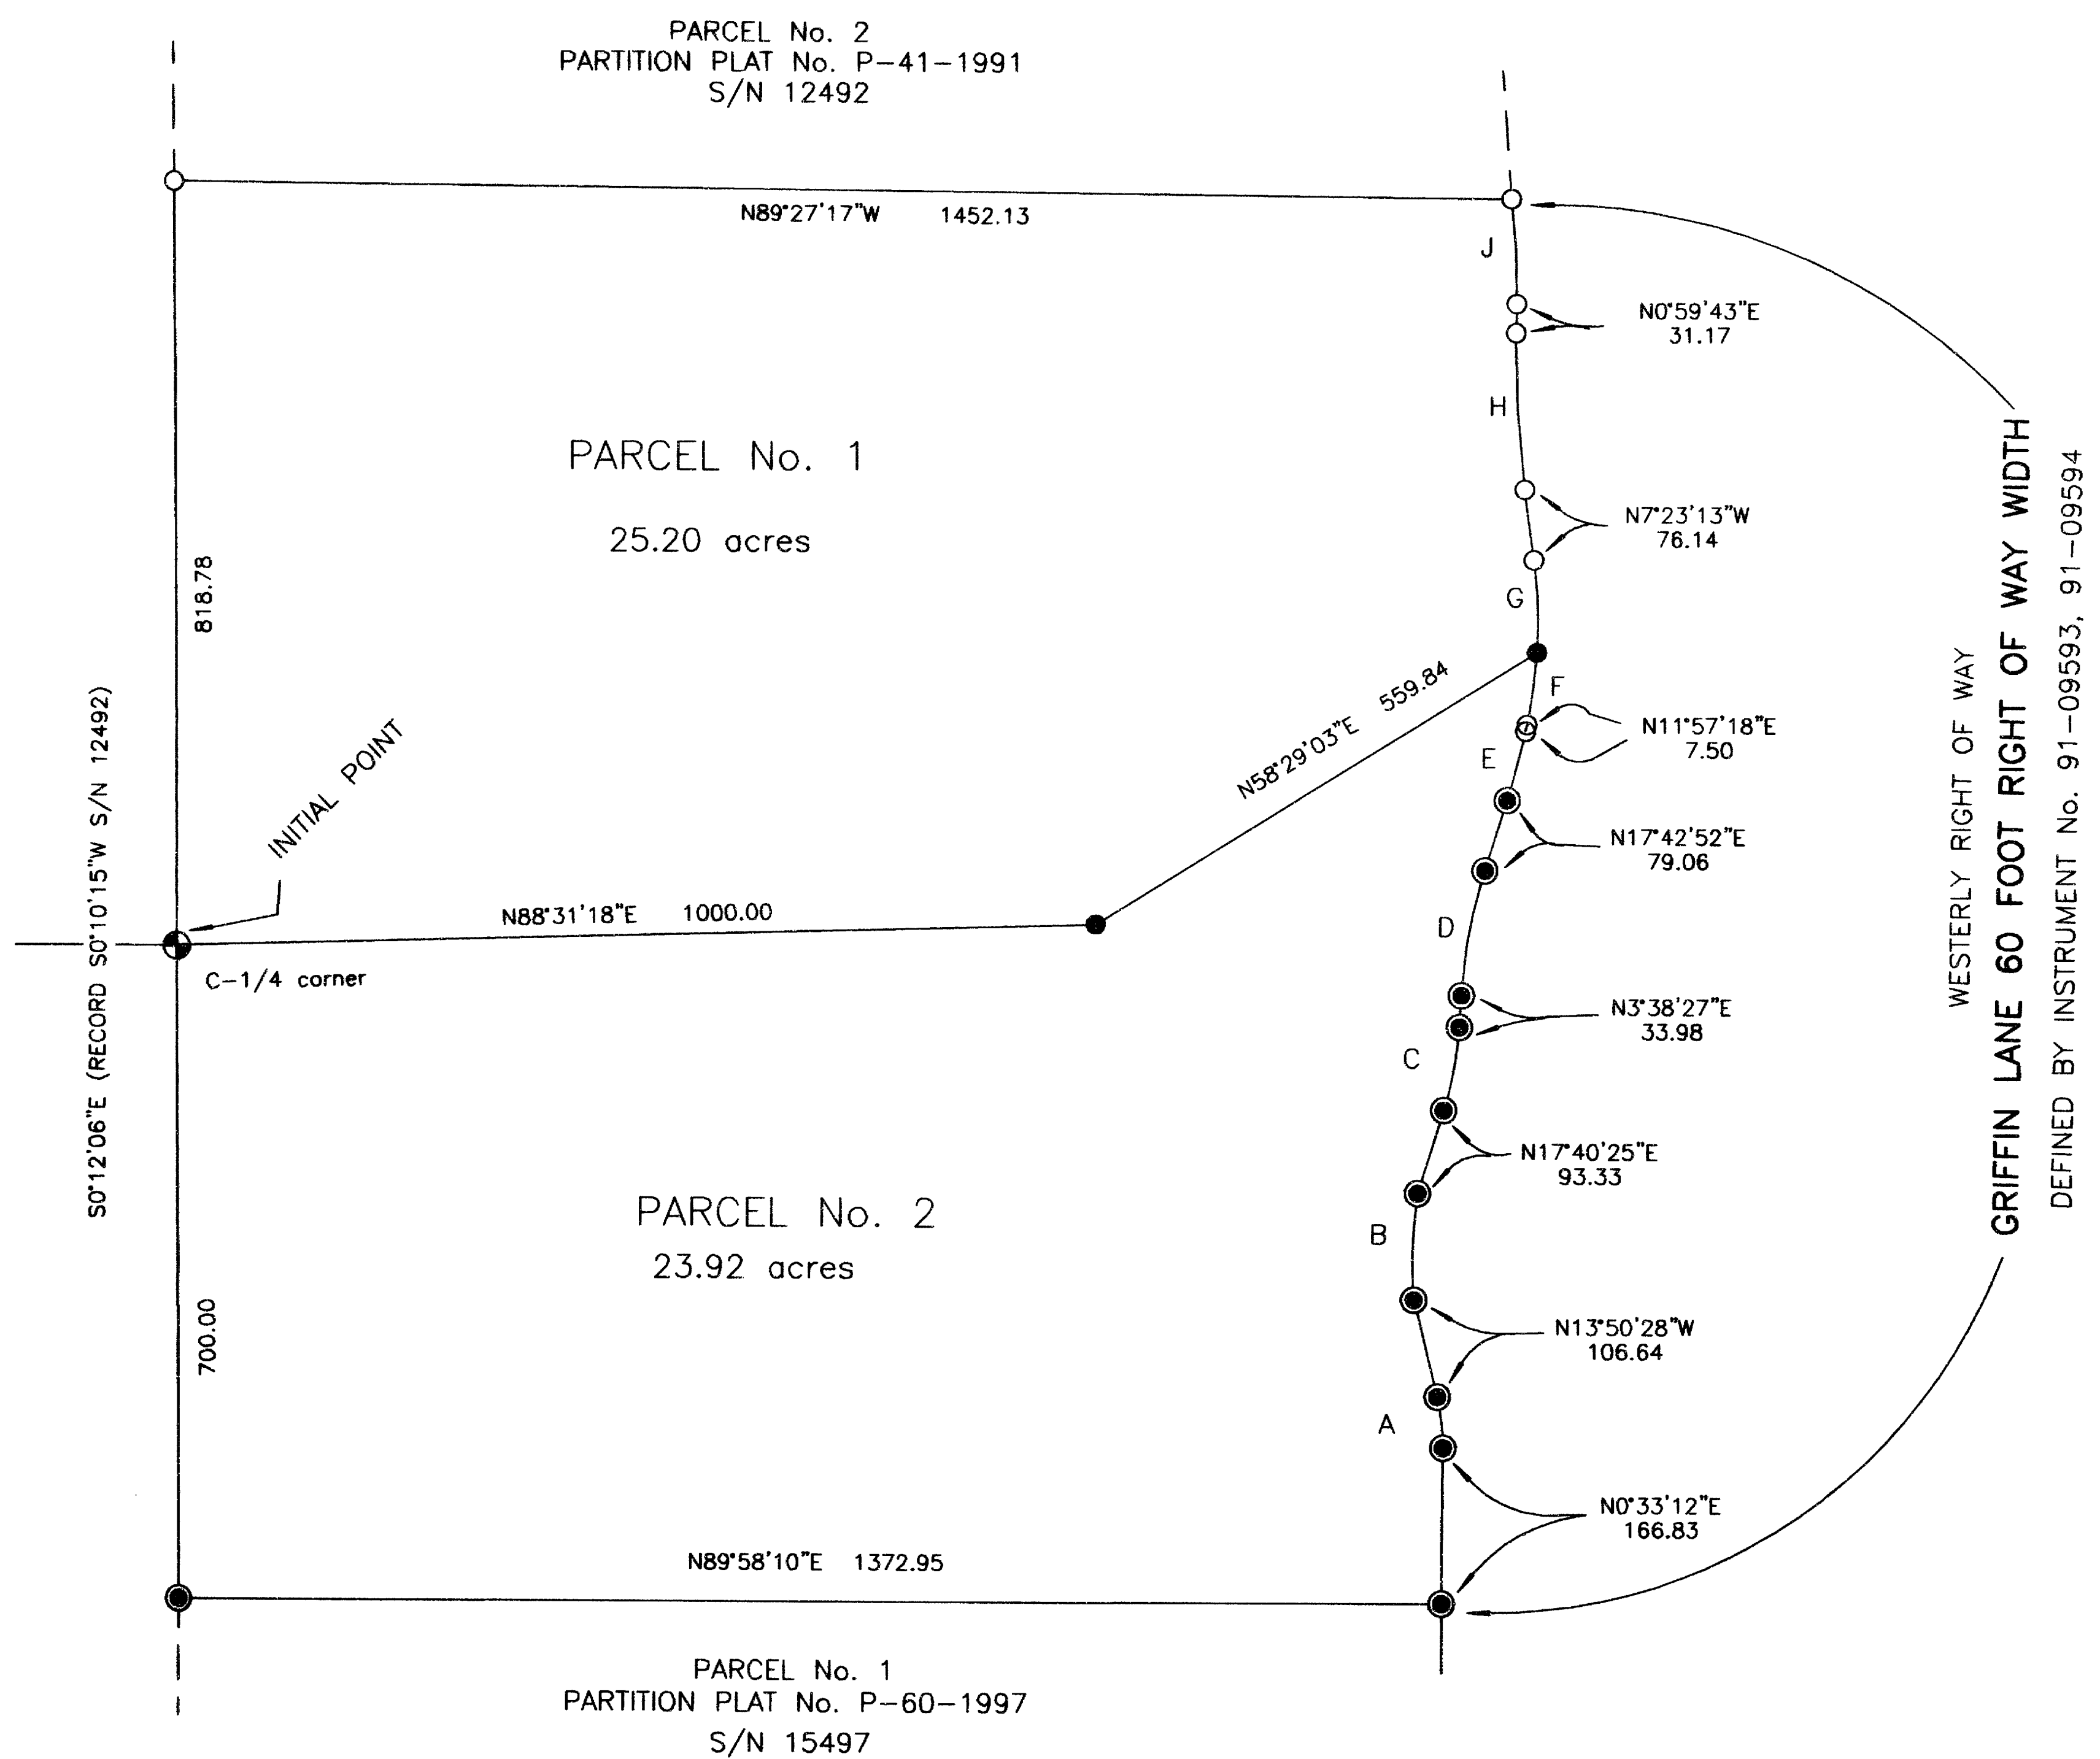 PARCEL No. 2
PARTITION PLAT No. P-41-1991
S/N 12492
N89°27'17"W 1452.13
J
N0°59'43"E
31.17
H
PARCEL No. 1
25.20 acres
N7°23'13"W
76.14
818.78
G
N58°29'03"E 559.84
F
N11°57'18"E
7.50
E
INITIAL POINT
N17°42'52"E
79.06
N88°31'18"E 1000.00
D
C-1/4 corner
S0°12'06"E (RECORD S0°10'15"W S/N 12492)
N3°38'27"E
33.98
C
WESTERLY RIGHT OF WAY
GRIFFIN LANE 60 FOOT RIGHT OF WAY WIDTH
DEFINED BY INSTRUMENT No. 91-09593, 91-09594
N17°40'25"E
93.33
PARCEL No. 2
23.92 acres
B
700.00
N13°50'28"W
106.64
A
N0°33'12"E
166.83
N89°58'10"E 1372.95
PARCEL No. 1
PARTITION PLAT No. P-60-1997
S/N 15497